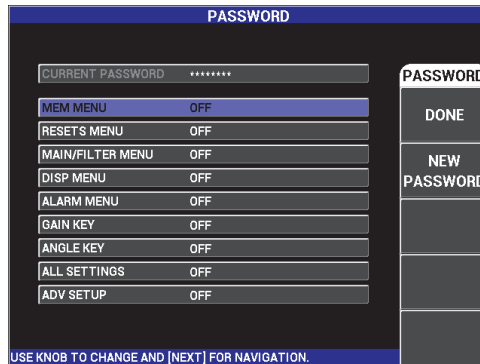 PASSWORD
CURRENT PASSWORD ********
MEM MENU OFF
RESETS MENU OFF
MAIN/FILTER MENU OFF
DISP MENU OFF
ALARM MENU OFF
GAIN KEY OFF
ANGLE KEY OFF
ALL SETTINGS OFF
ADV SETUP OFF
PASSWORD
DONE
NEW
PASSWORD
USE KNOB TO CHANGE AND [NEXT] FOR NAVIGATION.